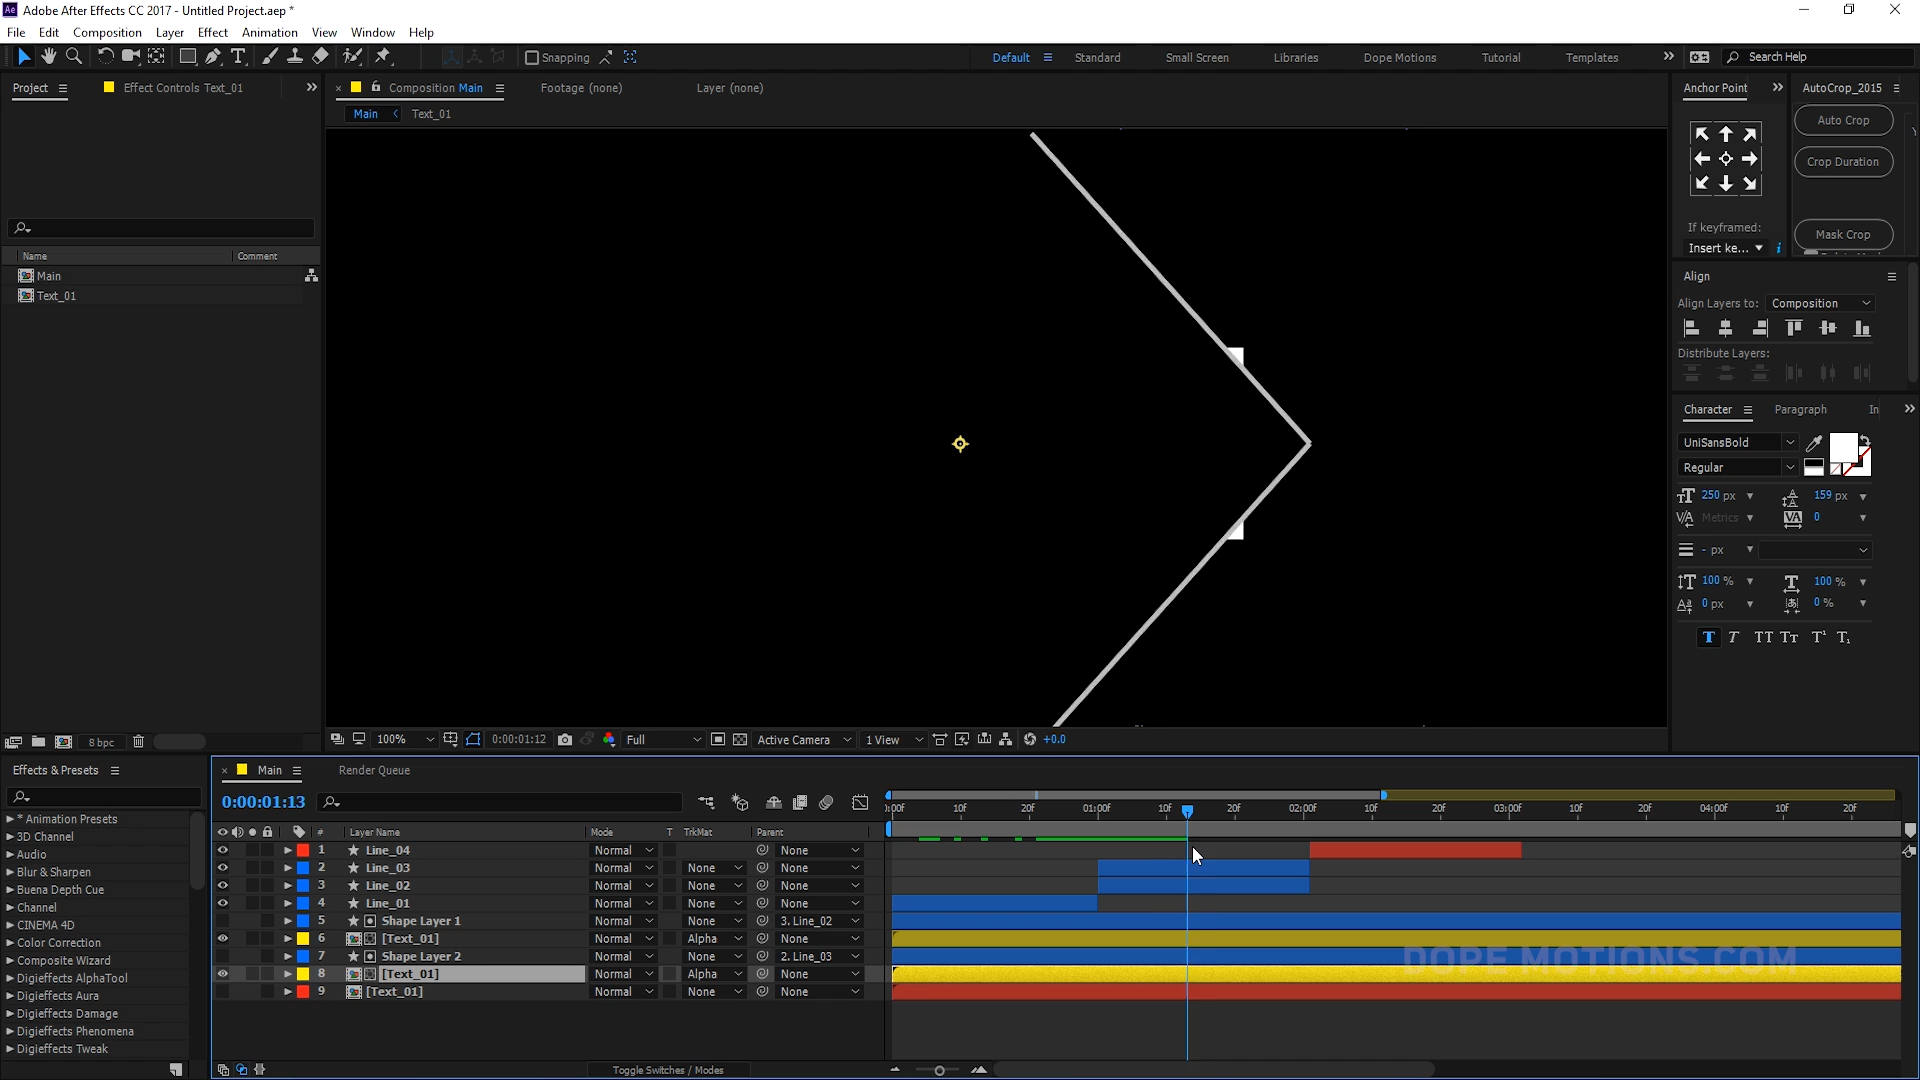 Ae Adobe After Effects CC 2017 - Untitled Project.aep *
File Edit Composition Layer Effect Animation View Window Help
Snapping Default Standard Small Screen Libraries Dope Motions Tutorial Templates Search Help
Project Effect Controls Text_01 Composition Main Footage (none) Layer (none) Anchor Point AutoCrop_2015
Main Text_01
Auto Crop
Crop Duration
If keyframed:
Insert ke...
Mask Crop
Name Comment
Main
Text_01
Align
Align Layers to: Composition
Distribute Layers:
Character Paragraph In
UniSansBold
Regular
250 px 159 px
Metrics 0
- px
100 % 100 %
0 px 0 %
8 bpc 100% 0:00:01:12 Full Active Camera 1 View +0.0
Effects & Presets Main Render Queue
0:00:01:13
:00F 10f 20f 01:00f 10f 20f 02:00f 10f 20f 03:00f 10f 20f 04:00f 10f 20f
# Layer Name Mode T TrkMat Parent
1 Line_04 Normal None
2 Line_03 Normal None None
3 Line_02 Normal None None
4 Line_01 Normal None None
5 Shape Layer 1 Normal None 3. Line_02
6 [Text_01] Normal Alpha None
7 Shape Layer 2 Normal None 2. Line_03
8 [Text_01] Normal Alpha None
9 [Text_01] Normal None None
DOPE MOTIONS.COM
* Animation Presets
3D Channel
Audio
Blur & Sharpen
Buena Depth Cue
Channel
CINEMA 4D
Color Correction
Composite Wizard
Digieffects AlphaTool
Digieffects Aura
Digieffects Damage
Digieffects Phenomena
Digieffects Tweak
Toggle Switches / Modes